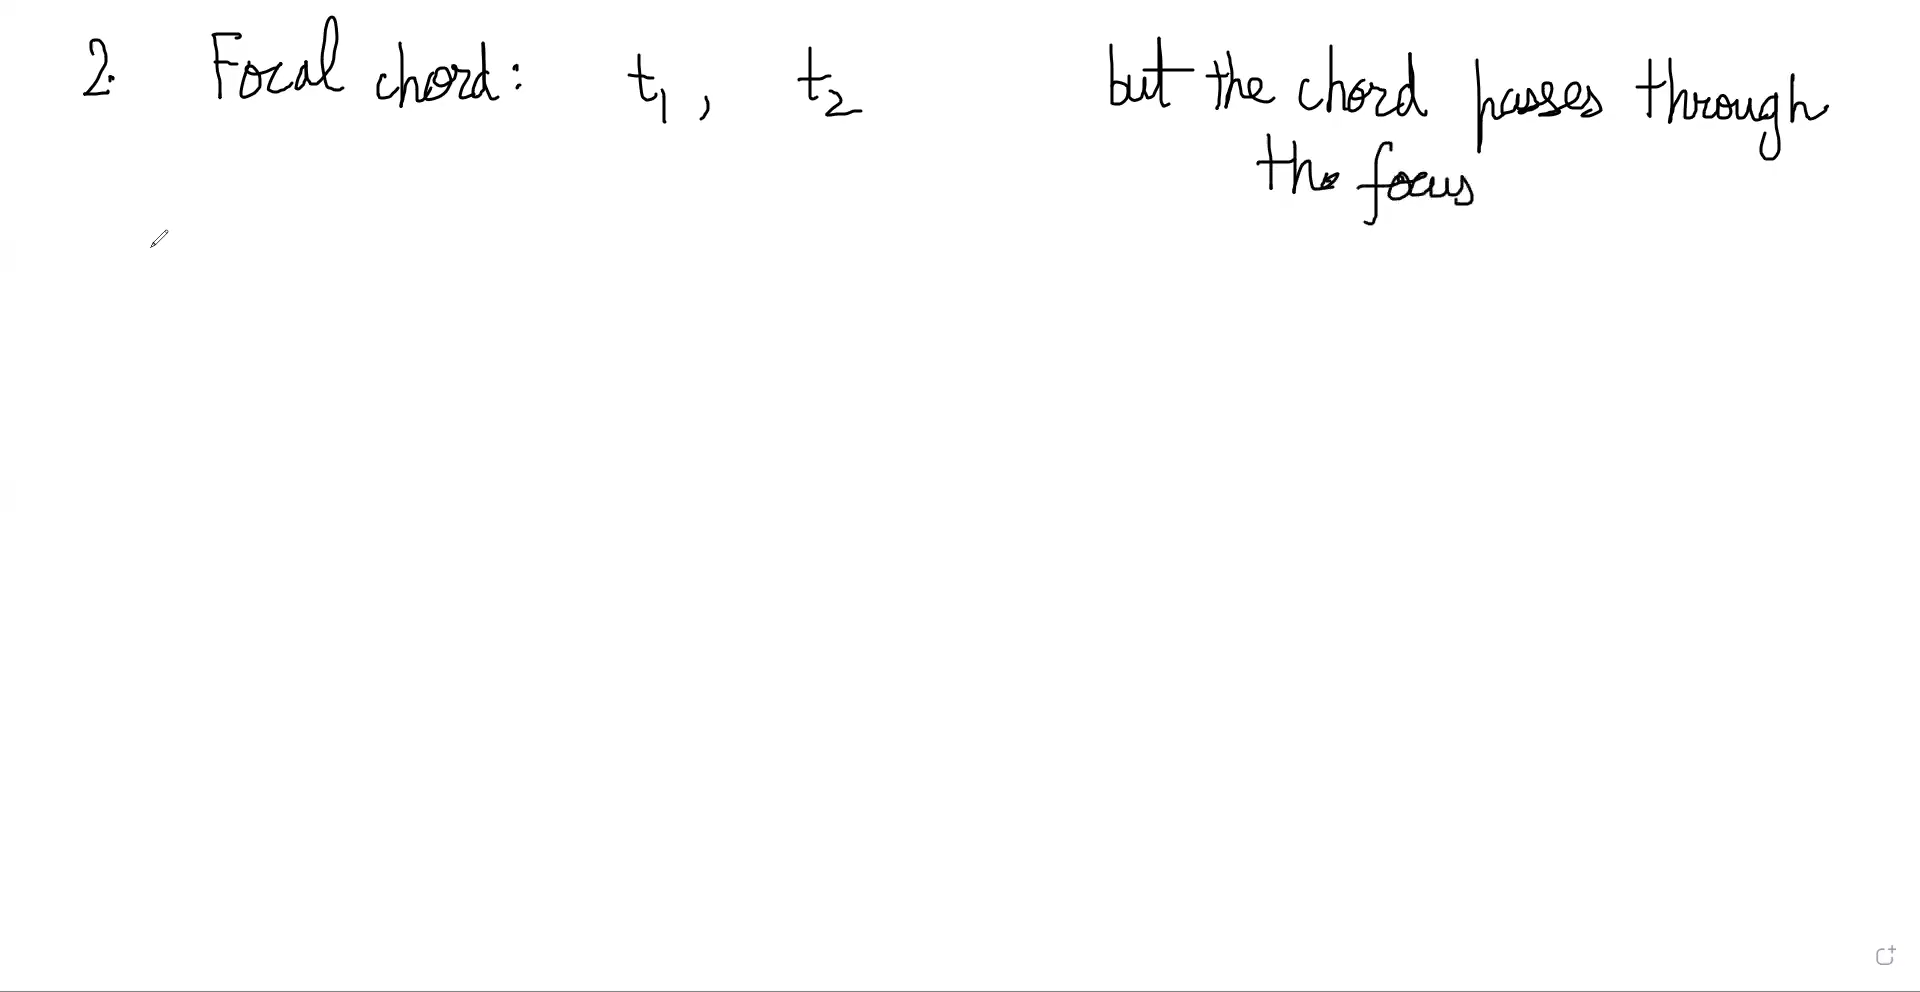 2. Focal chord: t₁, t₂ but the chord passes through
the focus